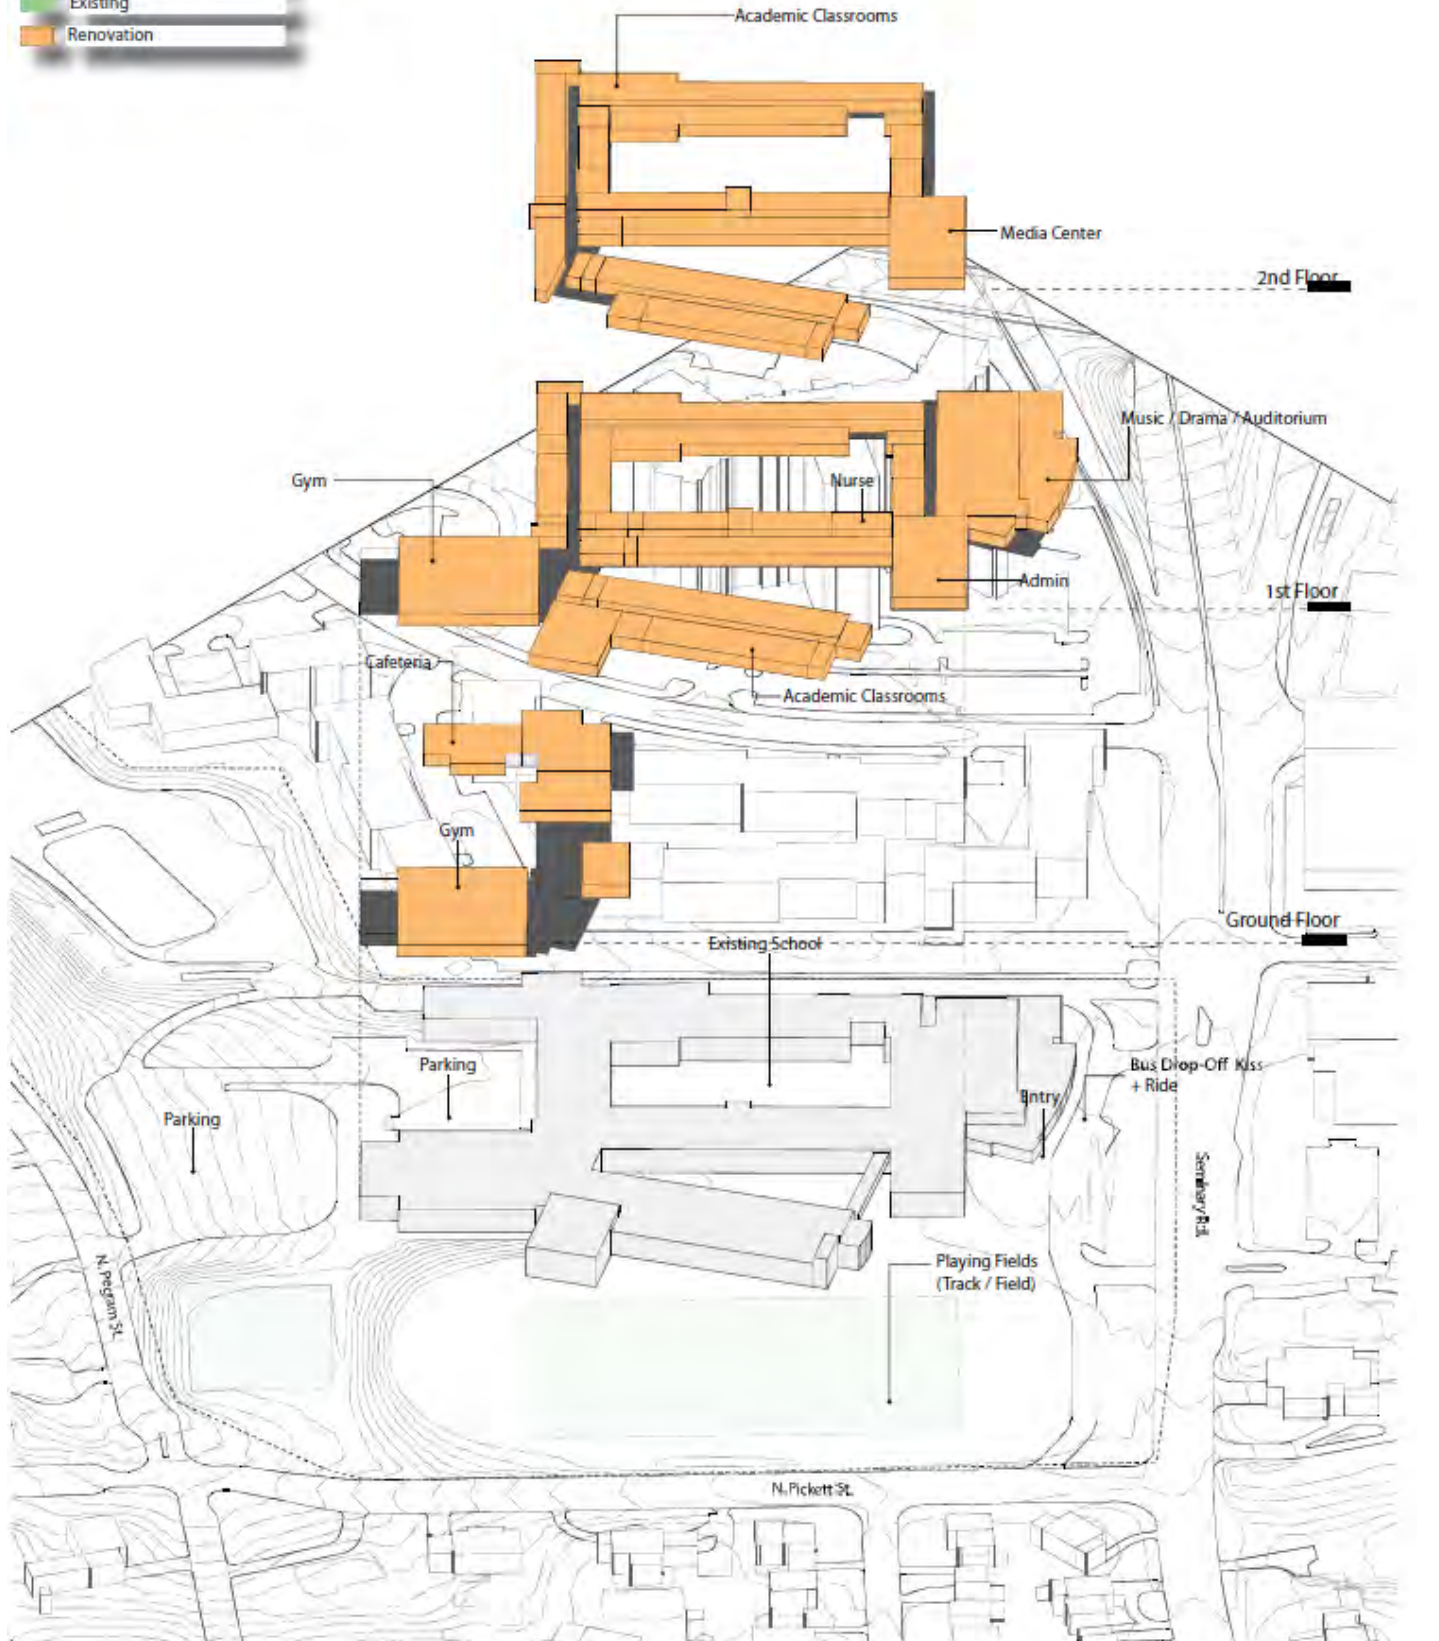 Existing
Renovation
Academic Classrooms
Media Center
2nd Floor
Music / Drama / Auditorium
Gym
Nurse
Admin
1st Floor
Cafeteria
Academic Classrooms
Gym
Ground Floor
Existing School
Parking
Bus Drop-Off Kiss
+ Ride
Entry
Parking
Seminary Rd.
Playing Fields
(Track / Field)
N. Pegram St.
N. Pickett St.